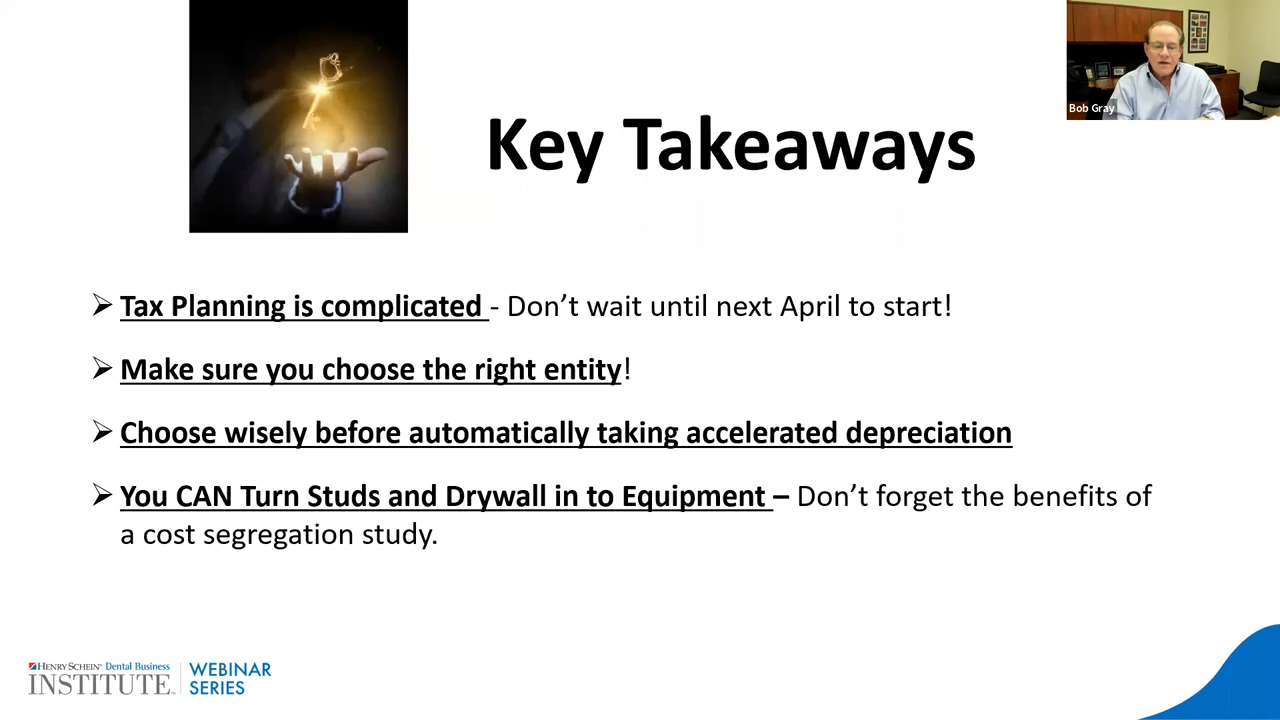 Bob Gray
Key Takeaways
➢ Tax Planning is complicated - Don’t wait until next April to start!
➢ Make sure you choose the right entity!
➢ Choose wisely before automatically taking accelerated depreciation
➢ You CAN Turn Studs and Drywall in to Equipment – Don’t forget the benefits of
a cost segregation study.
HENRY SCHEIN® Dental Business
INSTITUTE™
WEBINAR
SERIES